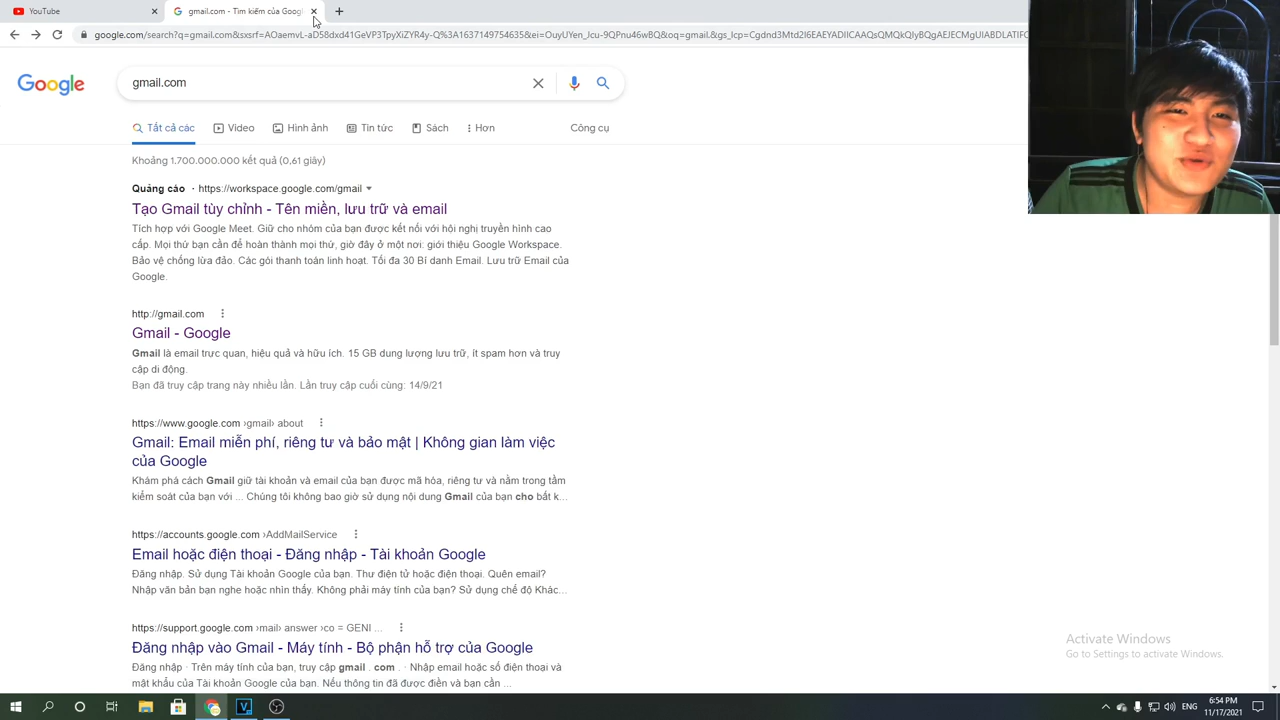 YouTube
gmail.com - Tìm kiếm của Googl
google.com/search?q=gmail.com&sxsrf=
Google
gmail.com
Tất cả các
Video
Hình ảnh
Tin tức
Sách
Hơn
Công cụ
Khoảng 1.700.000.000 kết quả (0,61 giây)
Quảng cáo · https://workspace.google.com/gmail
Tạo Gmail tùy chỉnh - Tên miền, lưu trữ và email
Tích hợp với Google Meet. Giữ cho nhóm của bạn được kết nối với hội nghị truyền hình cao
cấp. Mọi thứ bạn cần để hoàn thành mọi thứ, giờ đây ở một nơi: giới thiệu Google Workspace.
Bảo vệ chống lừa đảo. Các gói thanh toán linh hoạt. Tối đa 30 Bí danh Email. Lưu trữ Email của
Google.
http://gmail.com
Gmail - Google
Gmail là email trực quan, hiệu quả và hữu ích. 15 GB dung lượng lưu trữ, ít spam hơn và truy
cập di động.
Bạn đã truy cập trang này nhiều lần. Lần truy cập cuối cùng: 14/9/21
https://www.google.com ›gmail› about
Gmail: Email miễn phí, riêng tư và bảo mật | Không gian làm việc
của Google
Khám phá cách Gmail giữ tài khoản và email của bạn được mã hóa, riêng tư và nằm trong tầm
kiểm soát của bạn với ... Chúng tôi không bao giờ sử dụng nội dung Gmail của bạn cho bất k...
https://accounts.google.com ›AddMailService
Email hoặc điện thoại - Đăng nhập - Tài khoản Google
Đăng nhập. Sử dụng Tài khoản Google của bạn. Thư điện tử hoặc điện thoại. Quên email?
Nhập văn bản bạn nghe hoặc nhìn thấy. Không phải máy tính của bạn? Sử dụng chế độ Khác...
https://support.google.com ›mail› answer ›co = GENI ...
Đăng nhập vào Gmail - Máy tính - Bộ phận hỗ trợ của Google
Đăng nhập · Trên máy tính của bạn, truy cập gmail . com . · Nhập email hoặc số điện thoại và
mật khẩu của Tài khoản Google của bạn. Nếu thông tin đã được điền và bạn cần ...
Activate Windows
Go to Settings to activate Windows.
ENG
6:54 PM
11/17/2021